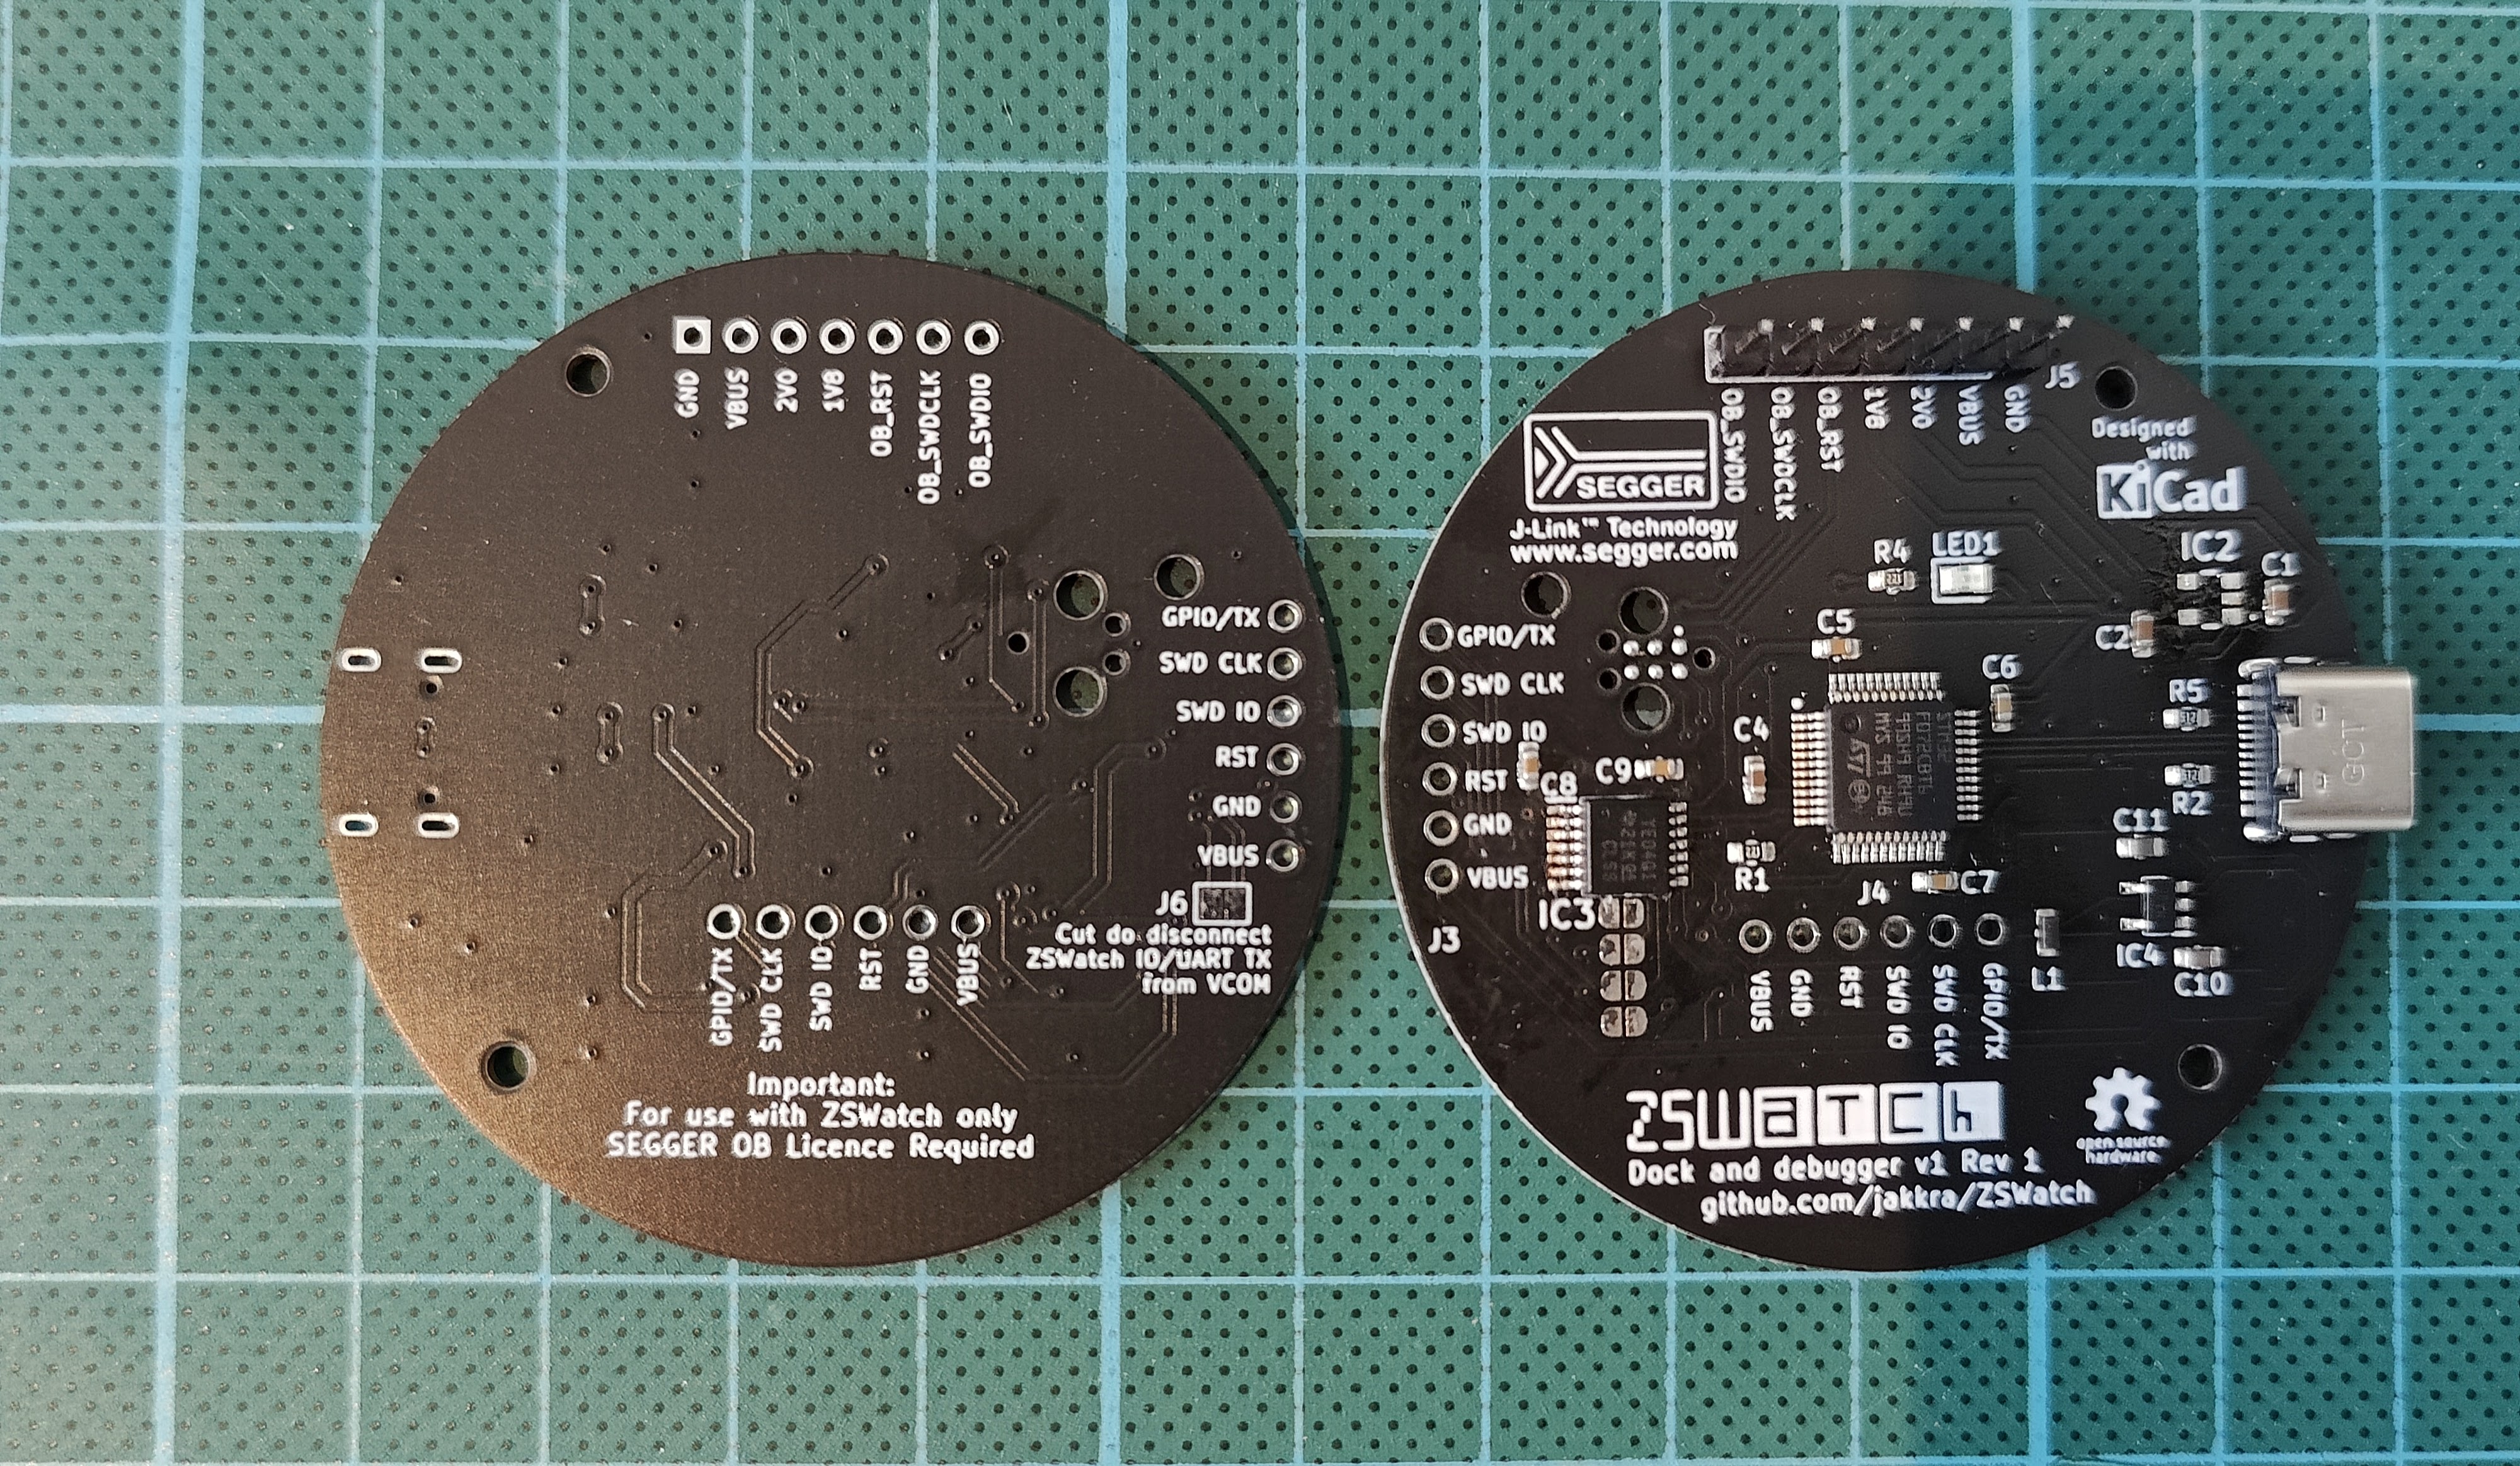 GND
VBUS
2V0
1V8
OB_RST
OB_SWDCLK
OB_SWDIO
GPIO/TX
SWD CLK
SWD IO
RST
GND
VBUS
J6
Cut do disconnect
ZSWatch IO/UART TX
from VCOM
GPIO/TX
SWD CLK
SWD IO
RST
GND
VBUS
Important:
For use with ZSWatch only
SEGGER OB Licence Required
J5
OB_SWDIO
OB_SWDCLK
OB_RST
1V8
2V0
VBUS
GND
Designed
with
KiCad
SEGGER
J-Link™ Technology
www.segger.com
R4
LED1
IC2
C1
C2
C5
C6
GPIO/TX
SWD CLK
SWD IO
RST
GND
VBUS
J3
C8
C9
C4
IC3
R1
R5
R2
GCT
C11
C7
J4
IC4
C10
L1
VBUS
GND
RST
SWD IO
SWD CLK
GPIO/TX
ZSWatch
Dock and debugger v1 Rev 1
github.com/jakkra/ZSWatch
open source
hardware